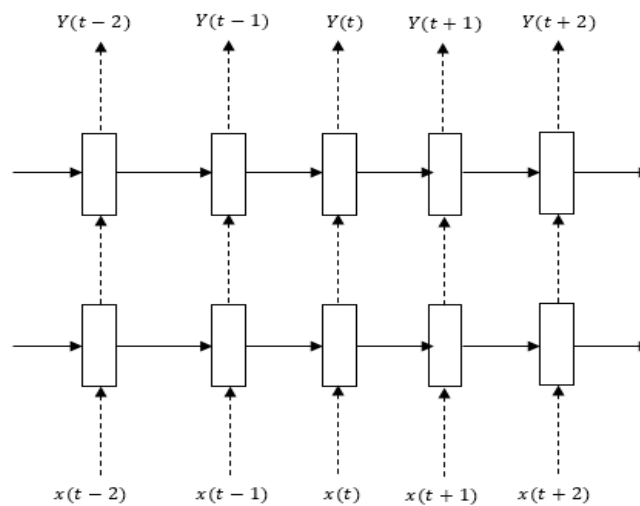 Y(t − 2) Y(t − 1) Y(t) Y(t + 1) Y(t + 2)
x(t − 2) x(t − 1) x(t) x(t + 1) x(t + 2)